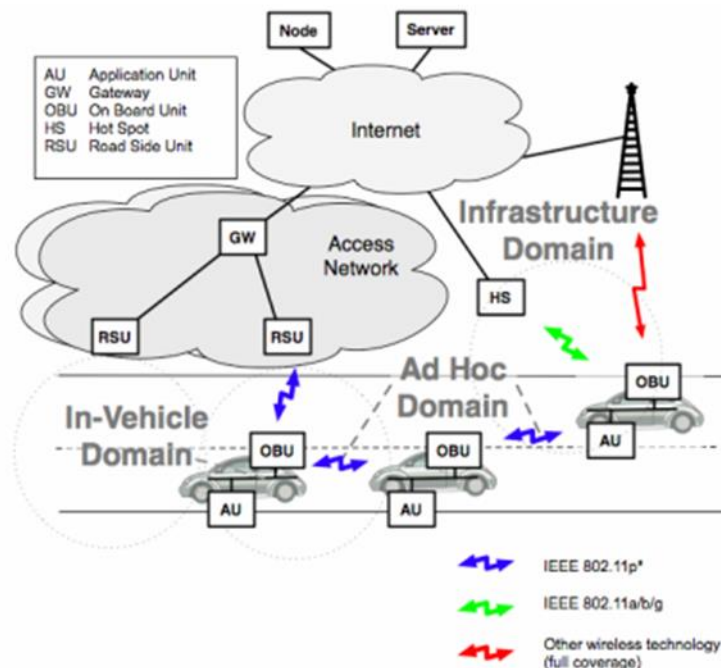 Node
Server
AU Application Unit
GW Gateway
OBU On Board Unit
HS Hot Spot
RSU Road Side Unit
Internet
Infrastructure
Domain
GW
Access
Network
HS
RSU
RSU
Ad Hoc
Domain
OBU
AU
In-Vehicle
Domain
OBU
AU
OBU
AU
IEEE 802.11p*
IEEE 802.11a/b/g
Other wireless technology
(full coverage)